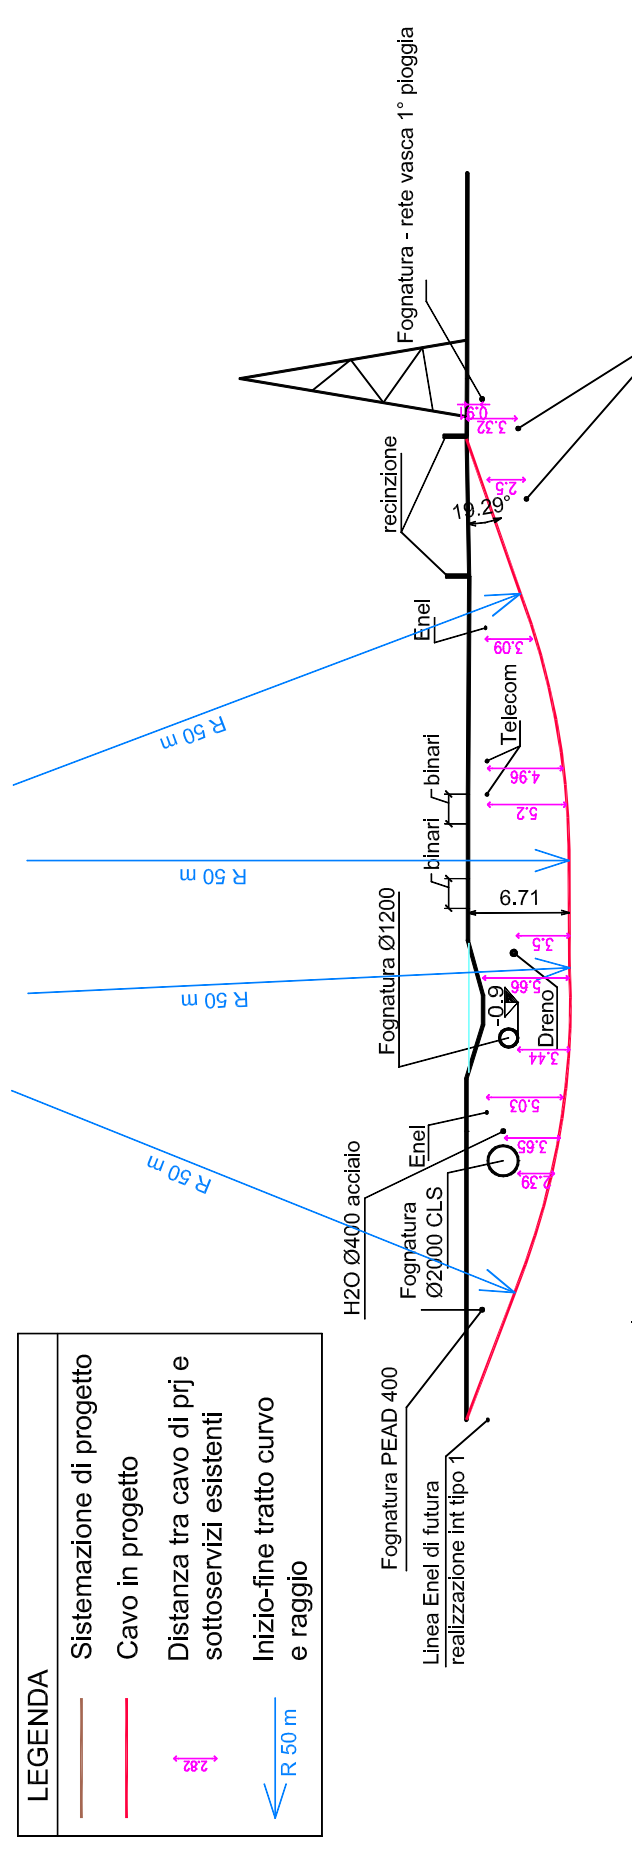 LEGENDA
Sistemazione di progetto
Cavo in progetto
2.82
Distanza tra cavo di prj e
sottoservizi esistenti
R 50 m
Inizio-fine tratto curvo
e raggio
Linea Enel di futura
realizzazione int tipo 1
Fognatura PEAD 400
H2O Ø400 acciaio
Fognatura
Ø2000 CLS
Enel
Fognatura Ø1200
binari
binari
Enel
recinzione
Fognatura - rete vasca 1° pioggia
R 50 m
R 50 m
R 50 m
R 50 m
2.39
3.65
5.03
3.44
-0.9
Dreno
5.66
3.5
6.71
5.2
4.96
Telecom
3.09
19.29°
2.5
3.32
0.91